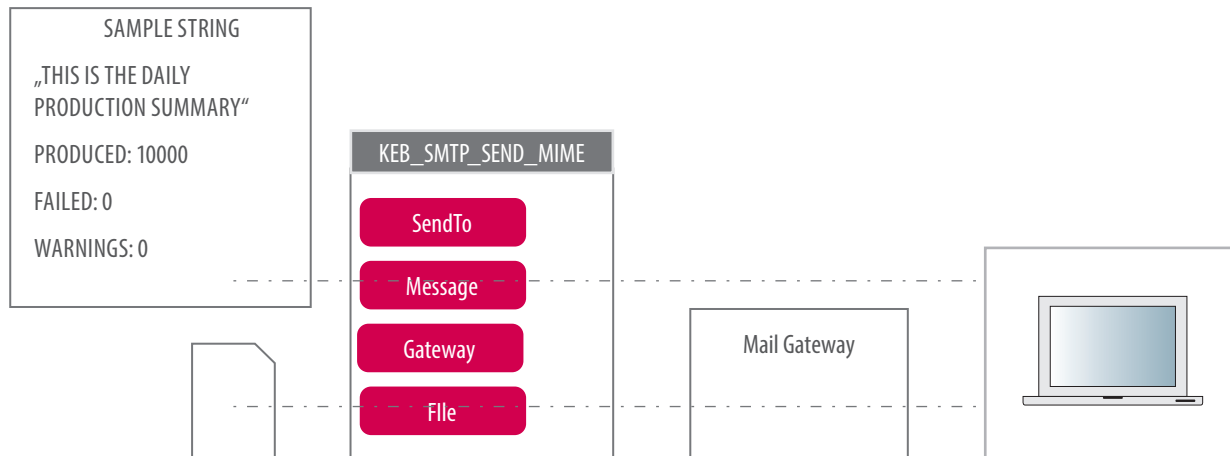 SAMPLE STRING
„THIS IS THE DAILY
PRODUCTION SUMMARY“
PRODUCED: 10000
FAILED: 0
WARNINGS: 0
KEB_SMTP_SEND_MIME
SendTo
Message
Gateway
FIle
Mail Gateway